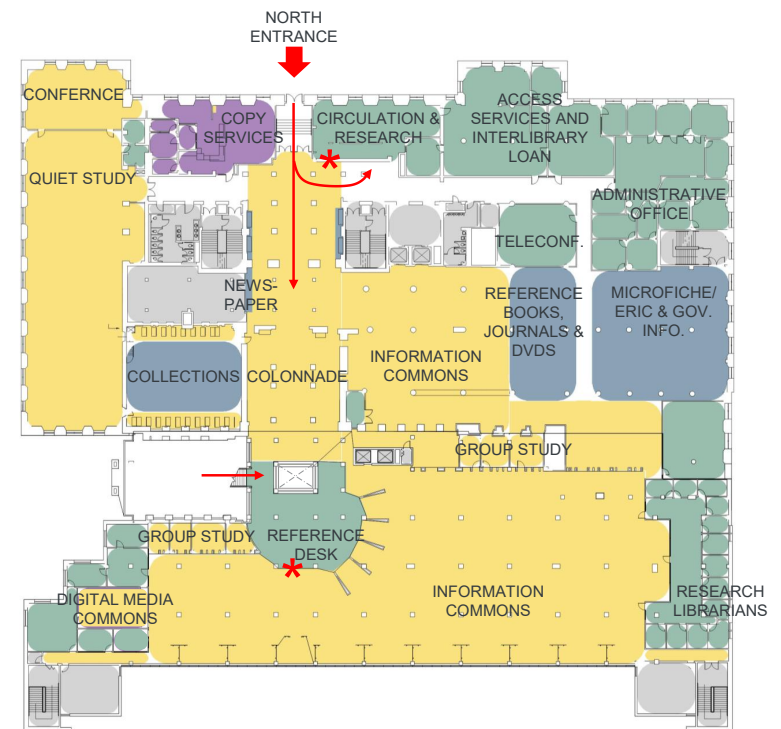 NORTH
ENTRANCE
CONFERNCE
COPY
SERVICES
CIRCULATION &
RESEARCH
*
ACCESS
SERVICES AND
INTERLIBRARY
LOAN
QUIET STUDY
ADMINISTRATIVE
OFFICE
TELECONF.
NEWS-
PAPER
REFERENCE
BOOKS,
JOURNALS &
DVDS
MICROFICHE/
ERIC & GOV.
INFO.
COLLECTIONS
COLONNADE
INFORMATION
COMMONS
GROUP STUDY
GROUP STUDY
REFERENCE
DESK
*
DIGITAL MEDIA
COMMONS
INFORMATION
COMMONS
RESEARCH
LIBRARIANS